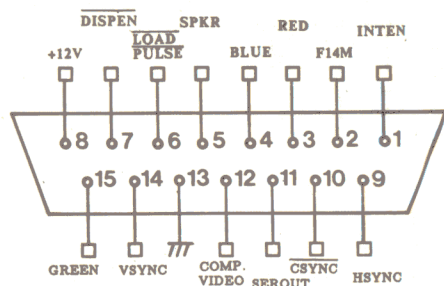 DISPEN SPKR RED
LOAD INTEN
+12V PULSE BLUE F14M
8 7 6 5 4 3 2 1
15 14 13 12 11 10 9
GREEN VSYNC COMP. CSYNC HSYNC
VIDEO SEROUT